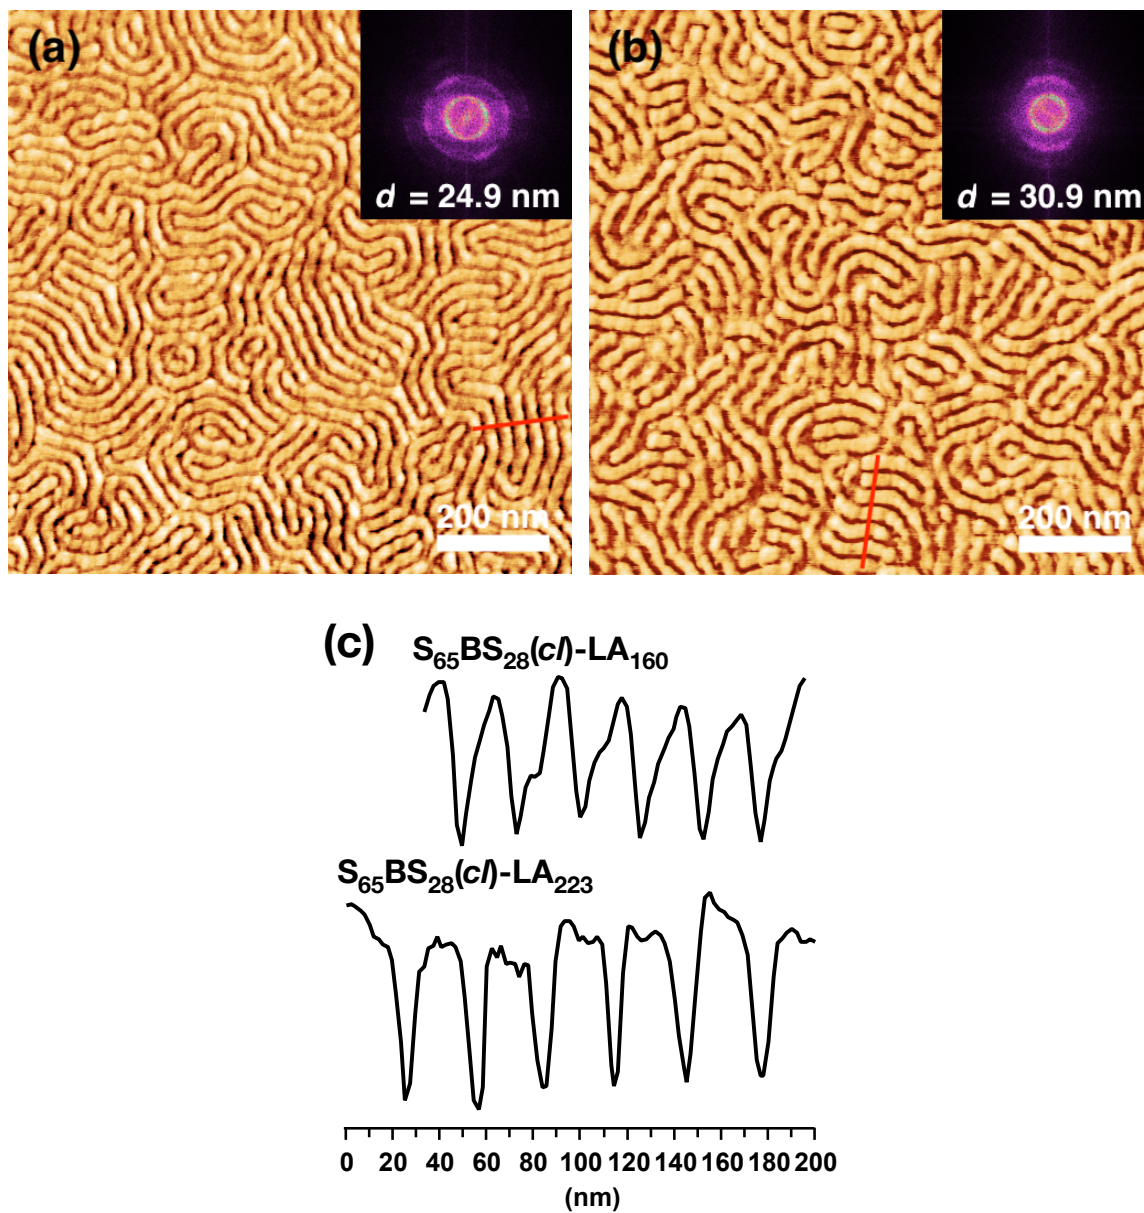 (a)
d = 24.9 nm
200 nm
(b)
d = 30.9 nm
200 nm
(c)
S₆₅BS₂₈(cl)-LA₁₆₀
S₆₅BS₂₈(cl)-LA₂₂₃
0 20 40 60 80 100 120 140 160 180 200
(nm)